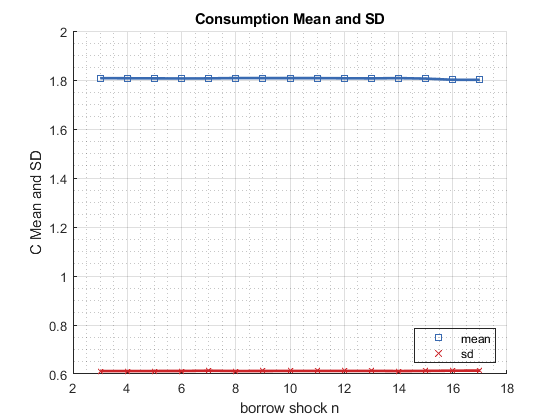 Consumption Mean and SD
2
1.8
1.6
1.4
1.2
1
0.8
0.6
C Mean and SD
mean
sd
2 4 6 8 10 12 14 16 18
borrow shock n